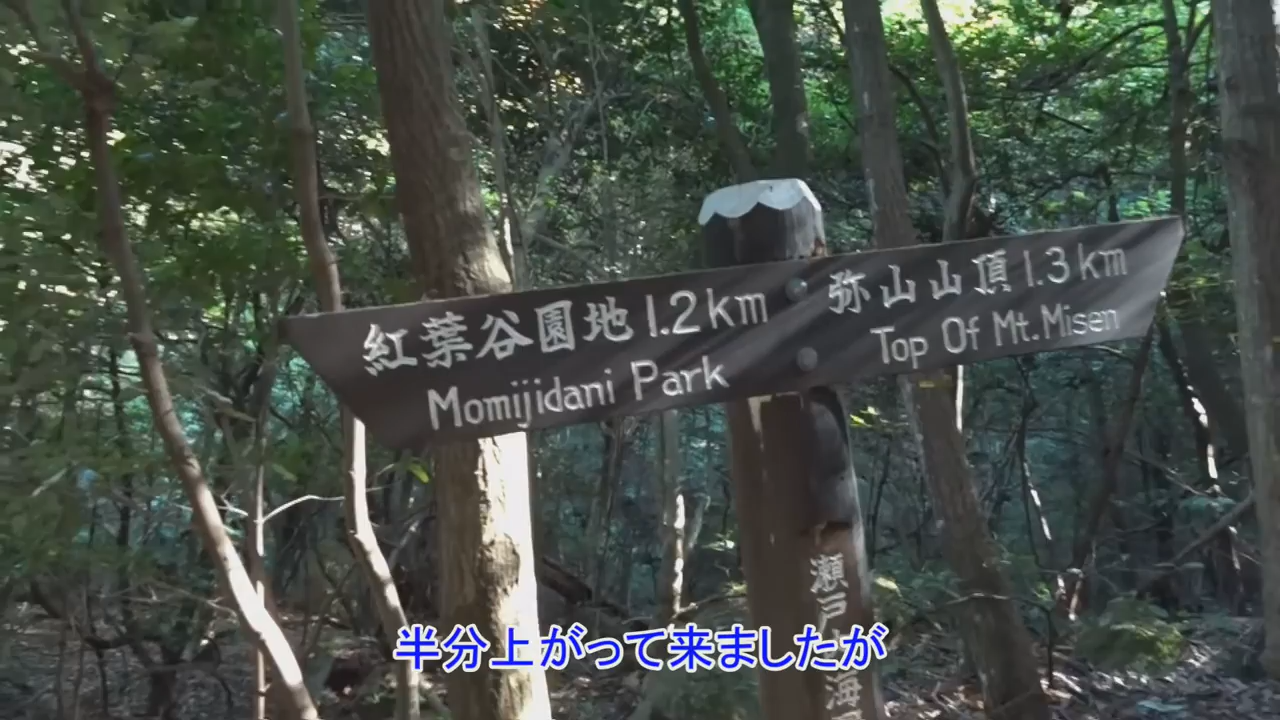 紅葉谷園地 1.2km
Momijidani Park
弥山山頂 1.3km
Top Of Mt. Misen
瀬戸
海
半分上がって来ましたが